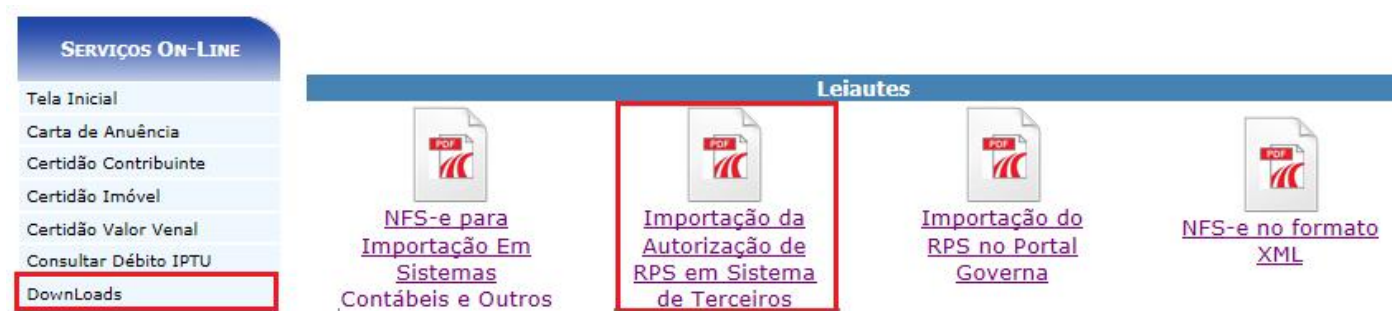 SERVIÇOS ON-LINE
Tela Inicial
Carta de Anuência
Certidão Contribuinte
Certidão Imóvel
Certidão Valor Venal
Consultar Débito IPTU
DownLoads
Leiautes
PDF
NFS-e para
Importação Em
Sistemas
Contábeis e Outros
PDF
Importação da
Autorização de
RPS em Sistema
de Terceiros
PDF
Importação do
RPS no Portal
Governa
PDF
NFS-e no formato
XML